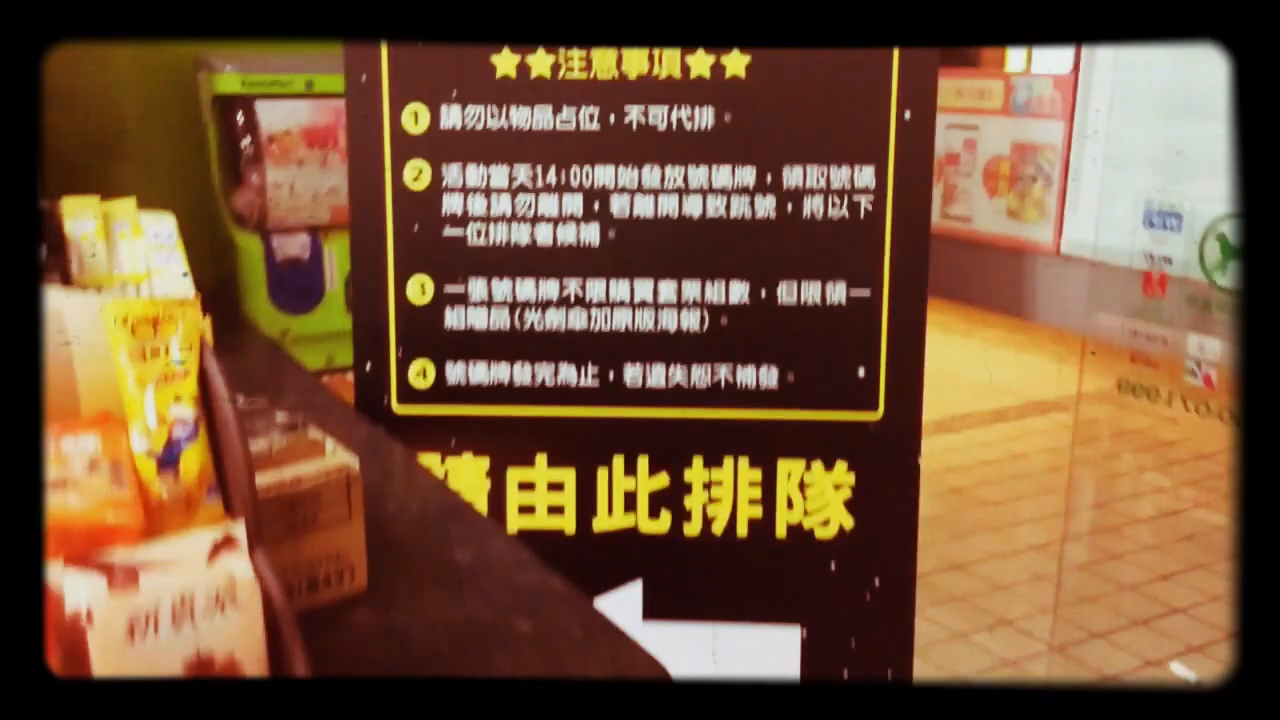 ★★注意事項★★
1 請勿以物品占位，不可代排。
2 活動當天14:00開始發放號碼牌，領取號碼
牌後請勿離開，若離開導致跳號，將以下
一位排隊者候補。
3 一張號碼牌不限購買套票組數，但限領一
組贈品(光劍傘加原版海報)。
4 號碼牌發完為止，若遺失恕不補發。
請由此排隊